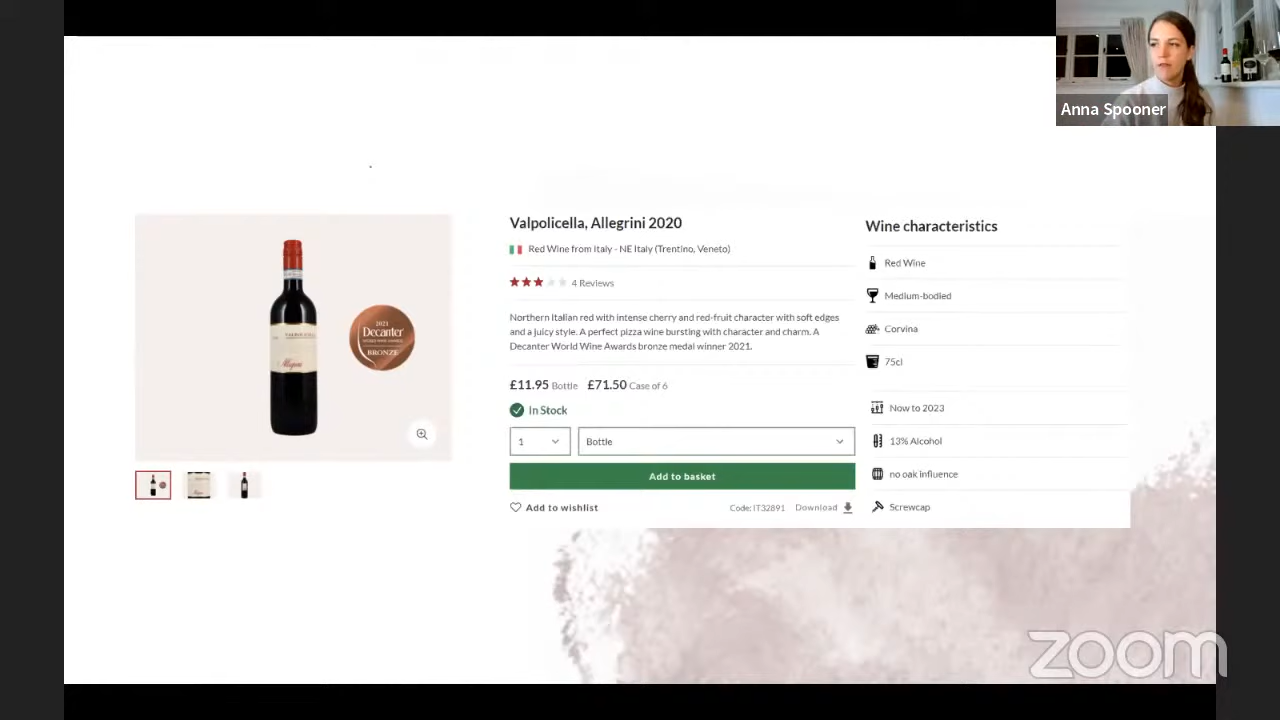 Anna Spooner
Valpolicella, Allegrini 2020
Red Wine from Italy - NE Italy (Trentino, Veneto)
4 Reviews
Northern Italian red with intense cherry and red-fruit character with soft edges
and a juicy style. A perfect pizza wine bursting with character and charm. A
Decanter World Wine Awards bronze medal winner 2021.
£11.95 Bottle £71.50 Case of 6
In Stock
1
Bottle
Add to basket
Add to wishlist
Code: IT32891
Download
Wine characteristics
Red Wine
Medium-bodied
Corvina
75cl
Now to 2023
13% Alcohol
no oak influence
Screwcap
2021
Decanter
WORLD WINE AWARDS
BRONZE
Allegrini
zoom